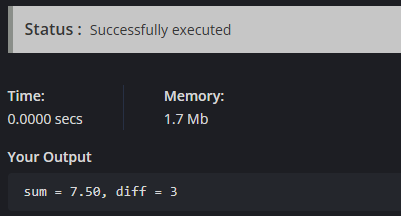 Status : Successfully executed
Time: Memory:
0.0000 secs 1.7 Mb
Your Output
sum = 7.50, diff = 3